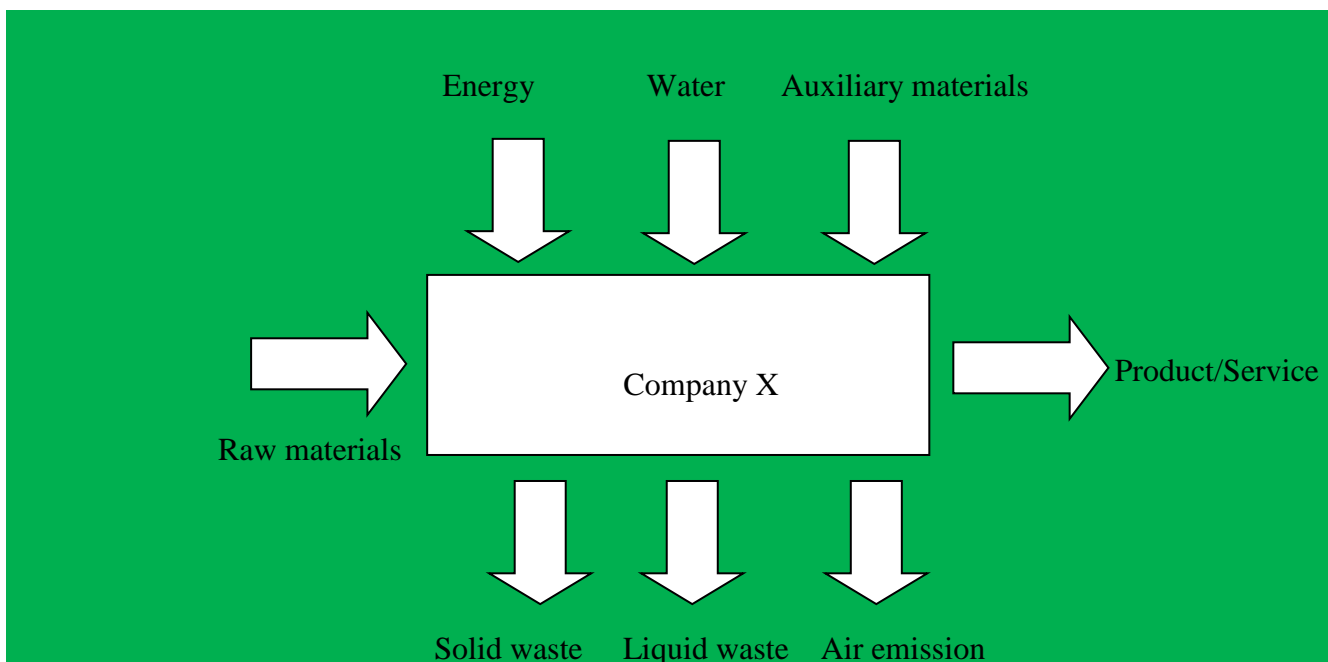 Energy Water Auxiliary materials
Company X
Product/Service
Raw materials
Solid waste Liquid waste Air emission